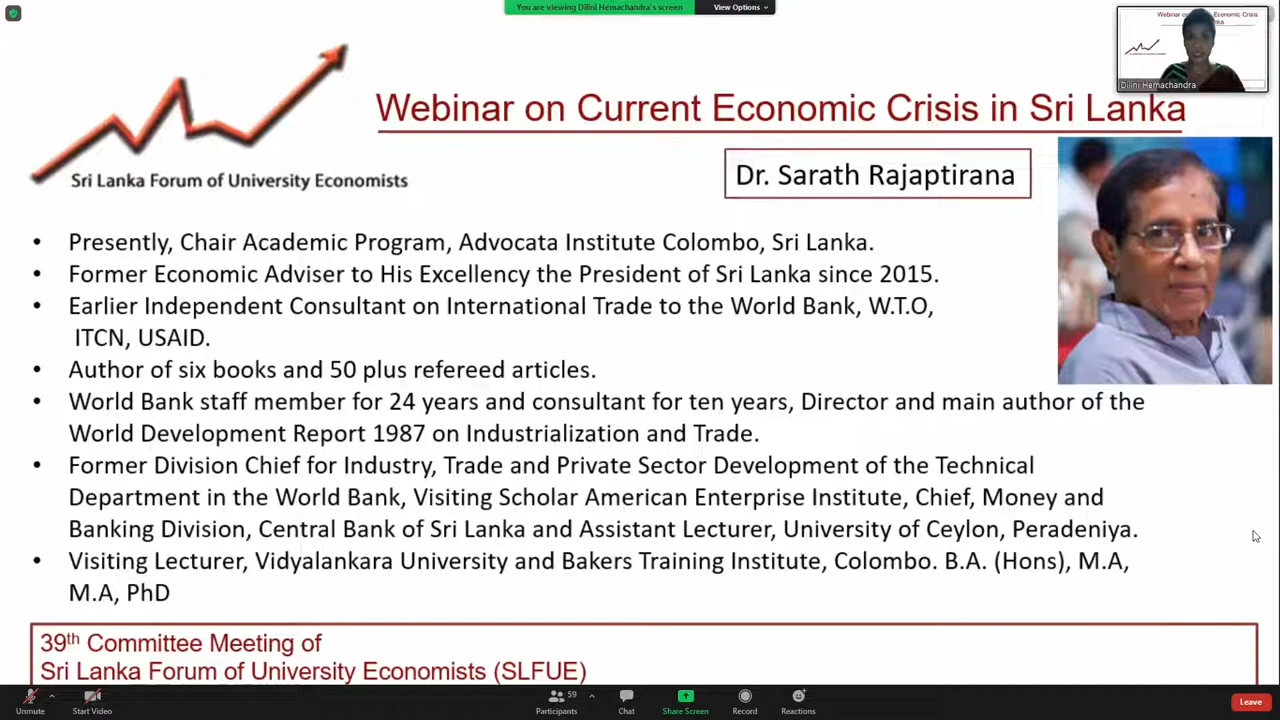 You are viewing Dilini Hemachandra's screen
View Options
Dilini Hemachandra
Webinar on Current Economic Crisis in Sri Lanka
Sri Lanka Forum of University Economists
Dr. Sarath Rajaptirana
• Presently, Chair Academic Program, Advocata Institute Colombo, Sri Lanka.
• Former Economic Adviser to His Excellency the President of Sri Lanka since 2015.
• Earlier Independent Consultant on International Trade to the World Bank, W.T.O,
ITCN, USAID.
• Author of six books and 50 plus refereed articles.
• World Bank staff member for 24 years and consultant for ten years, Director and main author of the
World Development Report 1987 on Industrialization and Trade.
• Former Division Chief for Industry, Trade and Private Sector Development of the Technical
Department in the World Bank, Visiting Scholar American Enterprise Institute, Chief, Money and
Banking Division, Central Bank of Sri Lanka and Assistant Lecturer, University of Ceylon, Peradeniya.
• Visiting Lecturer, Vidyalankara University and Bakers Training Institute, Colombo. B.A. (Hons), M.A,
M.A, PhD
39th Committee Meeting of
Sri Lanka Forum of University Economists (SLFUE)
Unmute
Start Video
59
Participants
Chat
Share Screen
Record
Reactions
Leave